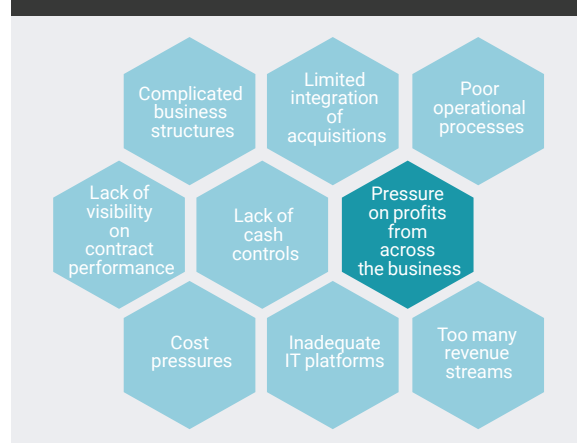 Complicated
business
structures
Limited
integration
of
acquisitions
Poor
operational
processes
Lack of
visibility
on
contract
performance
Lack of
cash
controls
Pressure
on profits
from
across
the business
Cost
pressures
Inadequate
IT platforms
Too many
revenue
streams